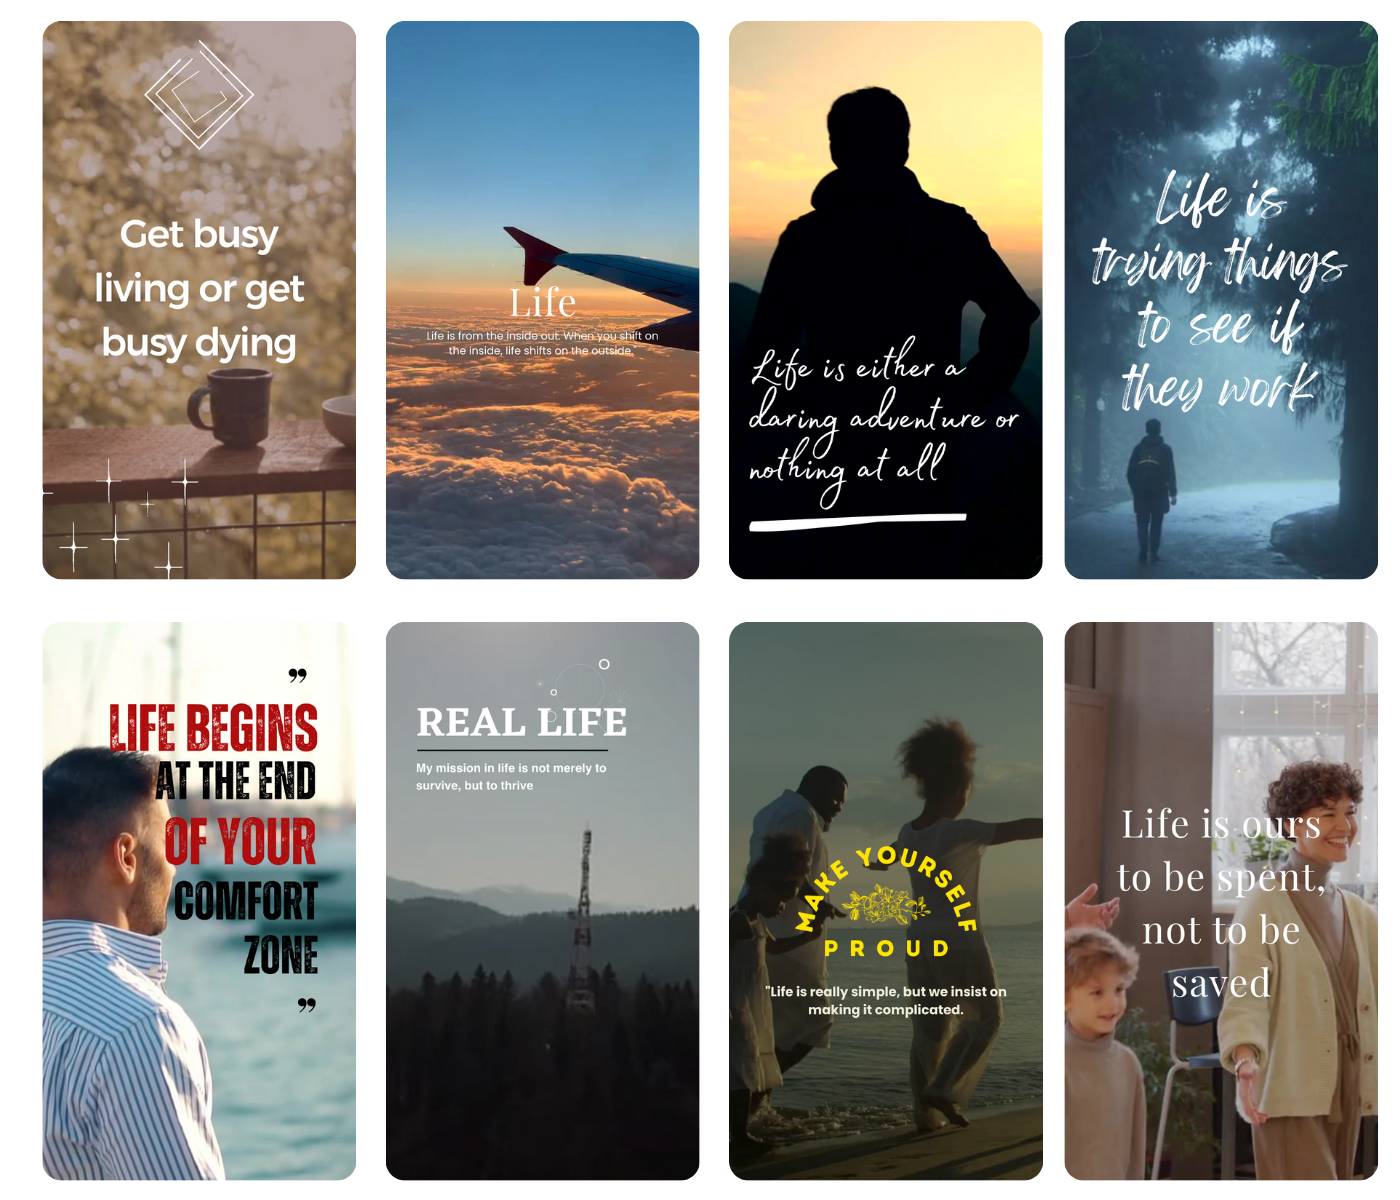 Get busy
living or get
busy dying
Life
Life is from the inside out. When you shift on
the inside, life shifts on the outside."
Life is either a
daring adventure or
nothing at all
Life is
trying things
to see if
they work
”
LIFE BEGINS
AT THE END
OF YOUR
COMFORT
ZONE
”
REAL LIFE
My mission in life is not merely to
survive, but to thrive
MAKE YOURSELF
PROUD
"Life is really simple, but we insist on
making it complicated.
Life is ours
to be spent,
not to be
saved